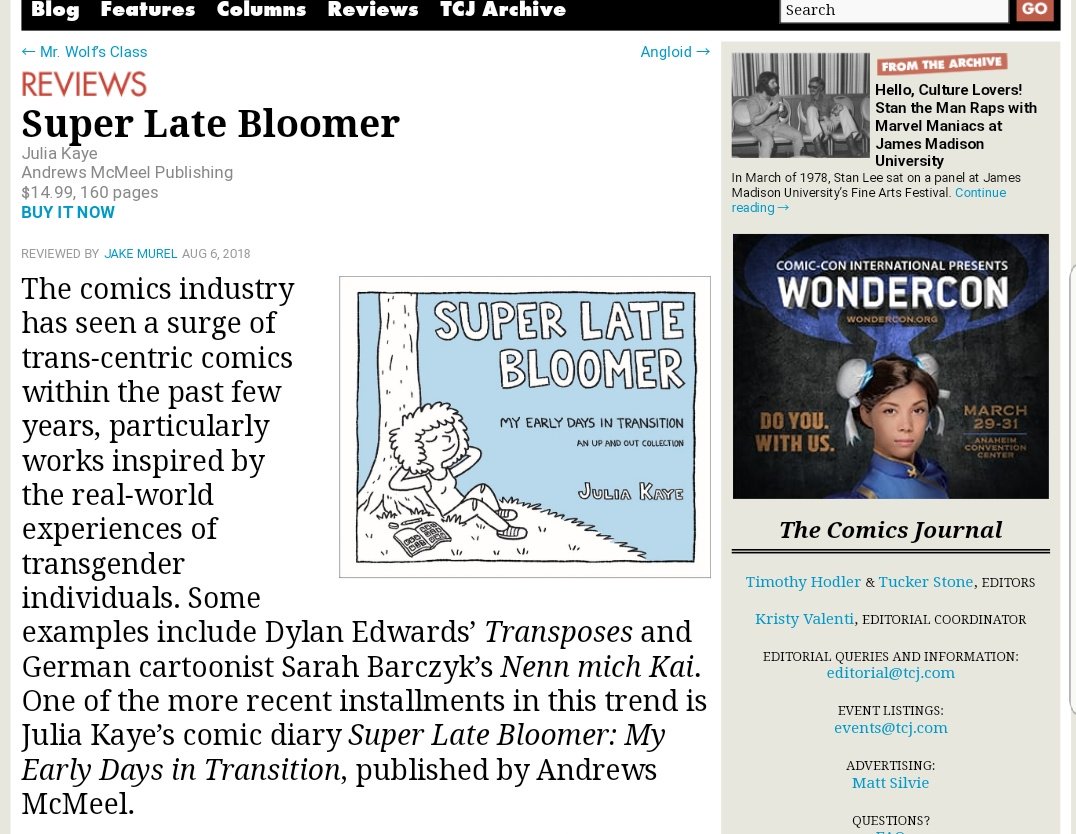 Blog Features Columns Reviews TCJ Archive
Search
GO
← Mr. Wolf's Class
Angloid →
REVIEWS
Super Late Bloomer
Julia Kaye
Andrews McMeel Publishing
$14.99, 160 pages
BUY IT NOW
REVIEWED BY JAKE MUREL AUG 6, 2018
The comics industry
has seen a surge of
trans-centric comics
within the past few
years, particularly
works inspired by
the real-world
experiences of
transgender
individuals. Some
examples include Dylan Edwards' Transposes and
German cartoonist Sarah Barczyk's Nenn mich Kai.
One of the more recent installments in this trend is
Julia Kaye's comic diary Super Late Bloomer: My
Early Days in Transition, published by Andrews
McMeel.
SUPER LATE
BLOOMER
MY EARLY DAYS IN TRANSITION
AN UP AND OUT COLLECTION
JULIA KAYE
FROM THE ARCHIVE
Hello, Culture Lovers!
Stan the Man Raps with
Marvel Maniacs at
James Madison
University
In March of 1978, Stan Lee sat on a panel at James
Madison University's Fine Arts Festival. Continue
reading →
COMIC-CON INTERNATIONAL PRESENTS
WONDERCON
WONDERCON.ORG
DO YOU.
WITH US.
MARCH
29-31
ANAHEIM
CONVENTION
CENTER
The Comics Journal
Timothy Hodler & Tucker Stone, EDITORS
Kristy Valenti, EDITORIAL COORDINATOR
EDITORIAL QUERIES AND INFORMATION:
editorial@tcj.com
EVENT LISTINGS:
events@tcj.com
ADVERTISING:
Matt Silvie
QUESTIONS?